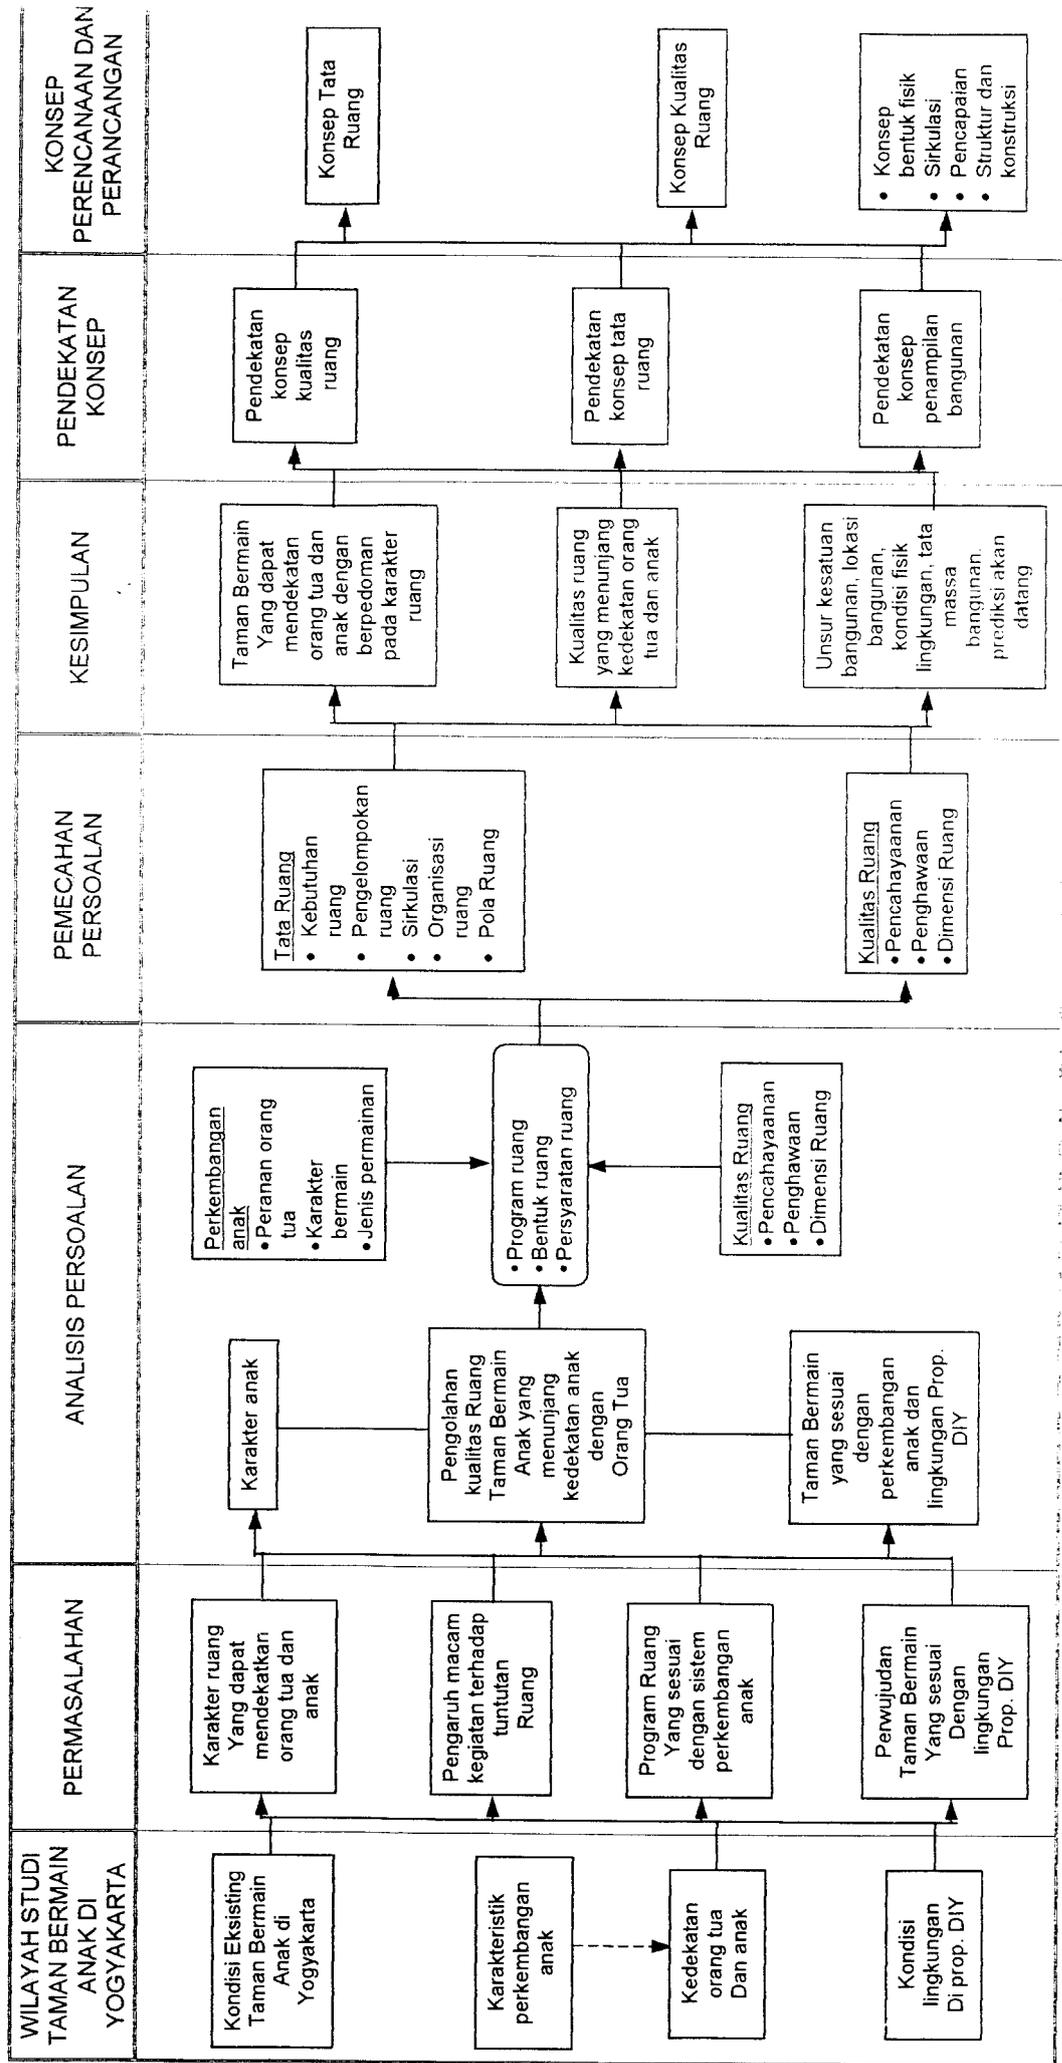 WILAYAH STUDI
TAMAN BERMAIN
ANAK DI
YOGYAKARTA
PERMASALAHAN
ANALISIS PERSOALAN
PEMECAHAN
PERSOALAN
KESIMPULAN
PENDEKATAN
KONSEP
KONSEP
PERENCANAAN DAN
PERANCANGAN
Kondisi Eksisting
Taman Bermain
Anak di
Yogyakarta
Karakteristik
perkembangan
anak
Kedekatan
orang tua
Dan anak
Kondisi
lingkungan
Di prop. DIY
Karakter ruang
Yang dapat
mendekatkan
orang tua dan
anak
Pengaruh macam
kegiatan terhadap
tuntutan
Ruang
Program Ruang
Yang sesuai
dengan sistem
perkembangan
anak
Perwujudan
Taman Bermain
Yang sesuai
Dengan
lingkungan
Prop. DIY
Karakter anak
Pengolahan
kualitas Ruang
Taman Bermain
Anak yang
menunjang
kedekatan anak
dengan
Orang Tua
Taman Bermain
yang sesuai
dengan
perkembangan
anak dan
lingkungan Prop.
DIY
Perkembangan
anak
• Peranan orang
tua
• Karakter
bermain
• Jenis permainan
• Program ruang
• Bentuk ruang
• Persyaratan ruang
Kualitas Ruang
• Pencahayaanan
• Penghawaan
• Dimensi Ruang
Tata Ruang
• Kebutuhan
ruang
• Pengelompokan
ruang
• Sirkulasi
• Organisasi
ruang
• Pola Ruang
Kualitas Ruang
• Pencahayaanan
• Penghawaan
• Dimensi Ruang
Taman Bermain
Yang dapat
mendekatan
orang tua dan
anak dengan
berpedoman
pada karakter
ruang
Kualitas ruang
yang menunjang
kedekatan orang
tua dan anak
Unsur kesatuan
bangunan, lokasi
bangunan,
kondisi fisik
lingkungan, tata
massa
bangunan.
prediksi akan
datang
Pendekatan
konsep
kualitas
ruang
Pendekatan
konsep tata
ruang
Pendekatan
konsep
penampilan
bangunan
Konsep Tata
Ruang
Konsep Kualitas
Ruang
• Konsep
bentuk fisik
• Sirkulasi
• Pencapaian
• Struktur dan
konstruksi